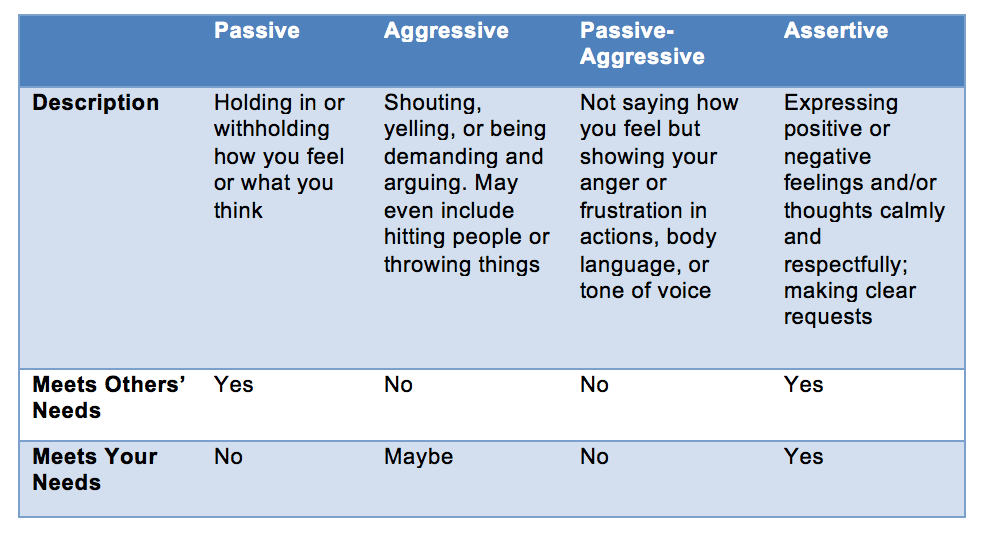 Passive Aggressive Passive- Assertive
Aggressive
Description
Holding in or
withholding
how you feel
or what you
think
Shouting,
yelling, or being
demanding and
arguing. May
even include
hitting people or
throwing things
Not saying how
you feel but
showing your
anger or
frustration in
actions, body
language, or
tone of voice
Expressing
positive or
negative
feelings and/or
thoughts calmly
and
respectfully;
making clear
requests
Meets Others’
Needs
Yes
No
No
Yes
Meets Your
Needs
No
Maybe
No
Yes